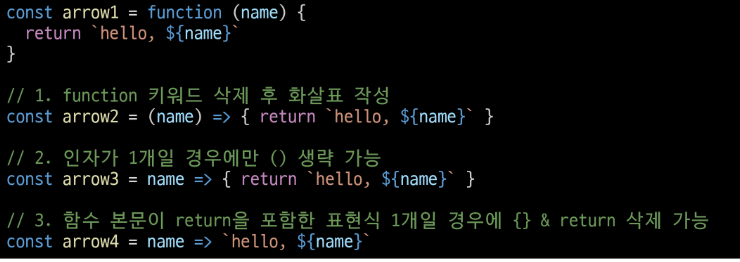 const arrow1 = function (name) {
  return `hello, ${name}`
}
// 1. function 키워드 삭제 후 화살표 작성
const arrow2 = (name) => { return `hello, ${name}` }
// 2. 인자가 1개일 경우에만 () 생략 가능
const arrow3 = name => { return `hello, ${name}` }
// 3. 함수 본문이 return을 포함한 표현식 1개일 경우에 {} & return 삭제 가능
const arrow4 = name => `hello, ${name}`